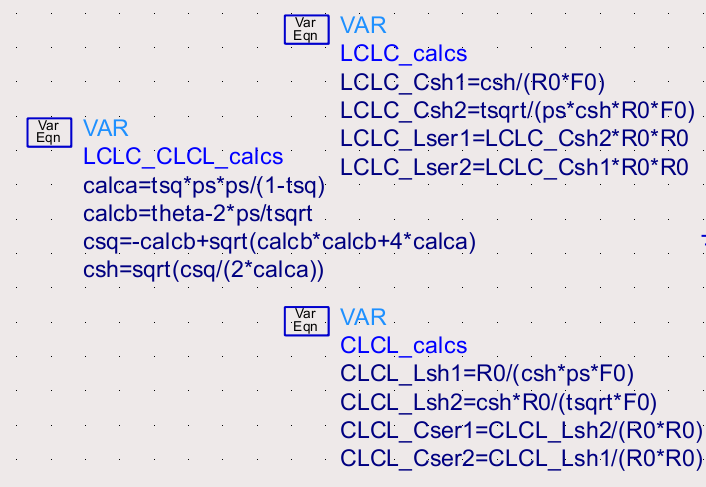 Var
Eqn
VAR
LCLC_calcs
LCLC_Csh1=csh/(R0*F0)
LCLC_Csh2=tsqrt/(ps*csh*R0*F0)
LCLC_Lser1=LCLC_Csh2*R0*R0
LCLC_Lser2=LCLC_Csh1*R0*R0
Var
Eqn
VAR
LCLC_CLCL_calcs
calca=tsq*ps*ps/(1-tsq)
calcb=theta-2*ps/tsqrt
csq=-calcb+sqrt(calcb*calcb+4*calca)
csh=sqrt(csq/(2*calca))
Var
Eqn
VAR
CLCL_calcs
CLCL_Lsh1=R0/(csh*ps*F0)
CLCL_Lsh2=csh*R0/(tsqrt*F0)
CLCL_Cser1=CLCL_Lsh2/(R0*R0)
CLCL_Cser2=CLCL_Lsh1/(R0*R0)